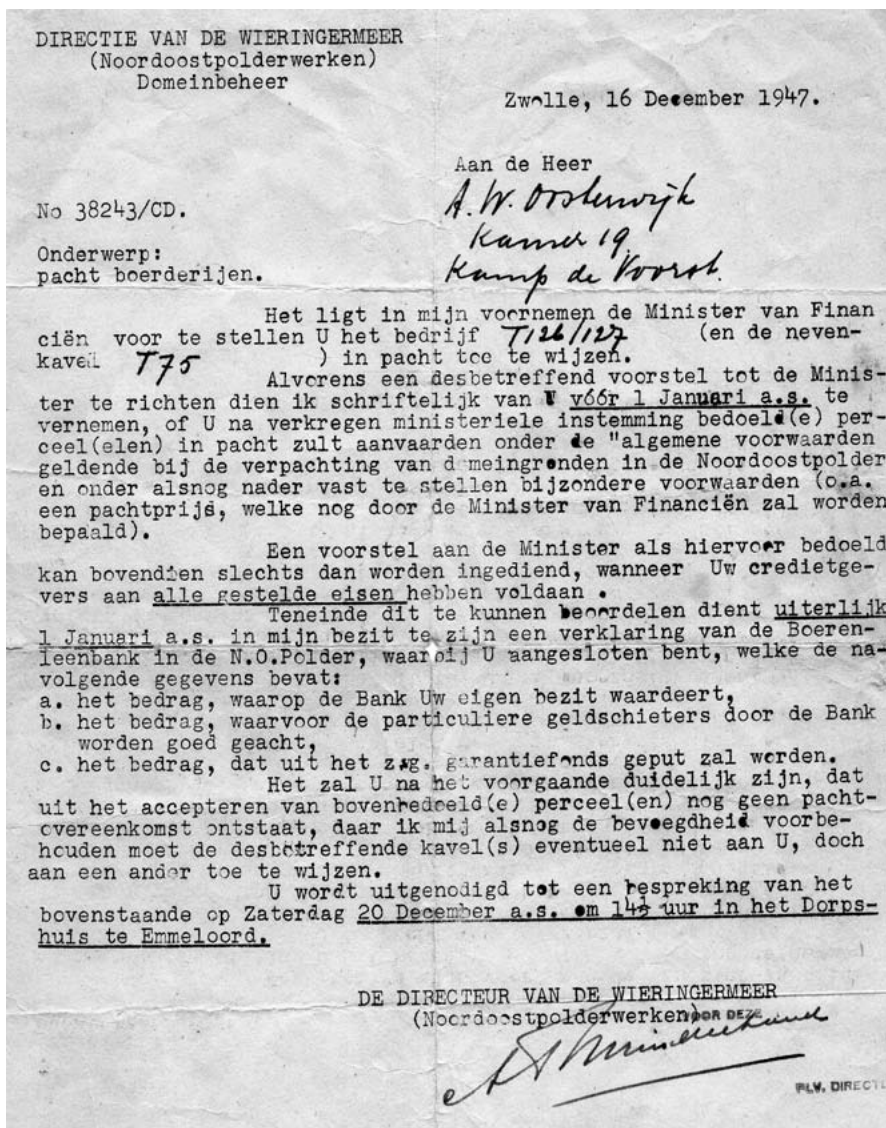 DIRECTIE VAN DE WIERINGERMEER
(Noordoostpolderwerken)
Domeinbeheer
Zwolle, 16 December 1947.
Aan de Heer
A. W. Oosterwijk
No 38243/CD.
Kamer 19
Onderwerp:
Kamp de Voorst.
pacht boerderijen.
Het ligt in mijn voornemen de Minister van Finan
ciën voor te stellen U het bedrijf T126/127 (en de neven-
kavel T75 ) in pacht toe te wijzen.
Alvorens een desbetreffend voorstel tot de Minis-
ter te richten dien ik schriftelijk van U vóór 1 Januari a.s. te
vernemen, of U na verkregen ministeriele instemming bedoeld(e) per-
ceel(elen) in pacht zult aanvaarden onder de "algemene voorwaarden
geldende bij de verpachting van d meingronden in de Noordoostpolder
en onder alsnog nader vast te stellen bijzondere voorwaarden (o.a.
een pachtprijs, welke nog door de Minister van Financiën zal worden
bepaald).
Een voorstel aan de Minister als hiervoor bedoeld
kan bovendien slechts dan worden ingediend, wanneer Uw credietge-
vers aan alle gestelde eisen hebben voldaan .
Teneinde dit te kunnen beoordelen dient uiterlijk
1 Januari a.s. in mijn bezit te zijn een verklaring van de Boeren-
leenbank in de N.O.Polder, waarbij U aangesloten bent, welke de na-
volgende gegevens bevat:
a. het bedrag, waarop de Bank Uw eigen bezit waardeert,
b. het bedrag, waarvoor de particuliere geldschieters door de Bank
worden goed geacht,
c. het bedrag, dat uit het z.g. garantiefonds geput zal worden.
Het zal U na het voorgaande duidelijk zijn, dat
uit het accepteren van bovenbedoeld(e) perceel(en) nog geen pacht-
overeenkomst ontstaat, daar ik mij alsnog de bevoegdheid voorbe-
houden moet de desbetreffende kavel(s) eventueel niet aan U, doch
aan een ander toe te wijzen.
U wordt uitgenodigd tot een bespreking van het
bovenstaande op Zaterdag 20 December a.s. om 14½ uur in het Dorps-
huis te Emmeloord.
DE DIRECTEUR VAN DE WIERINGERMEER
(Noordoostpolderwerken) VOOR DEZE
PLV. DIRECTE